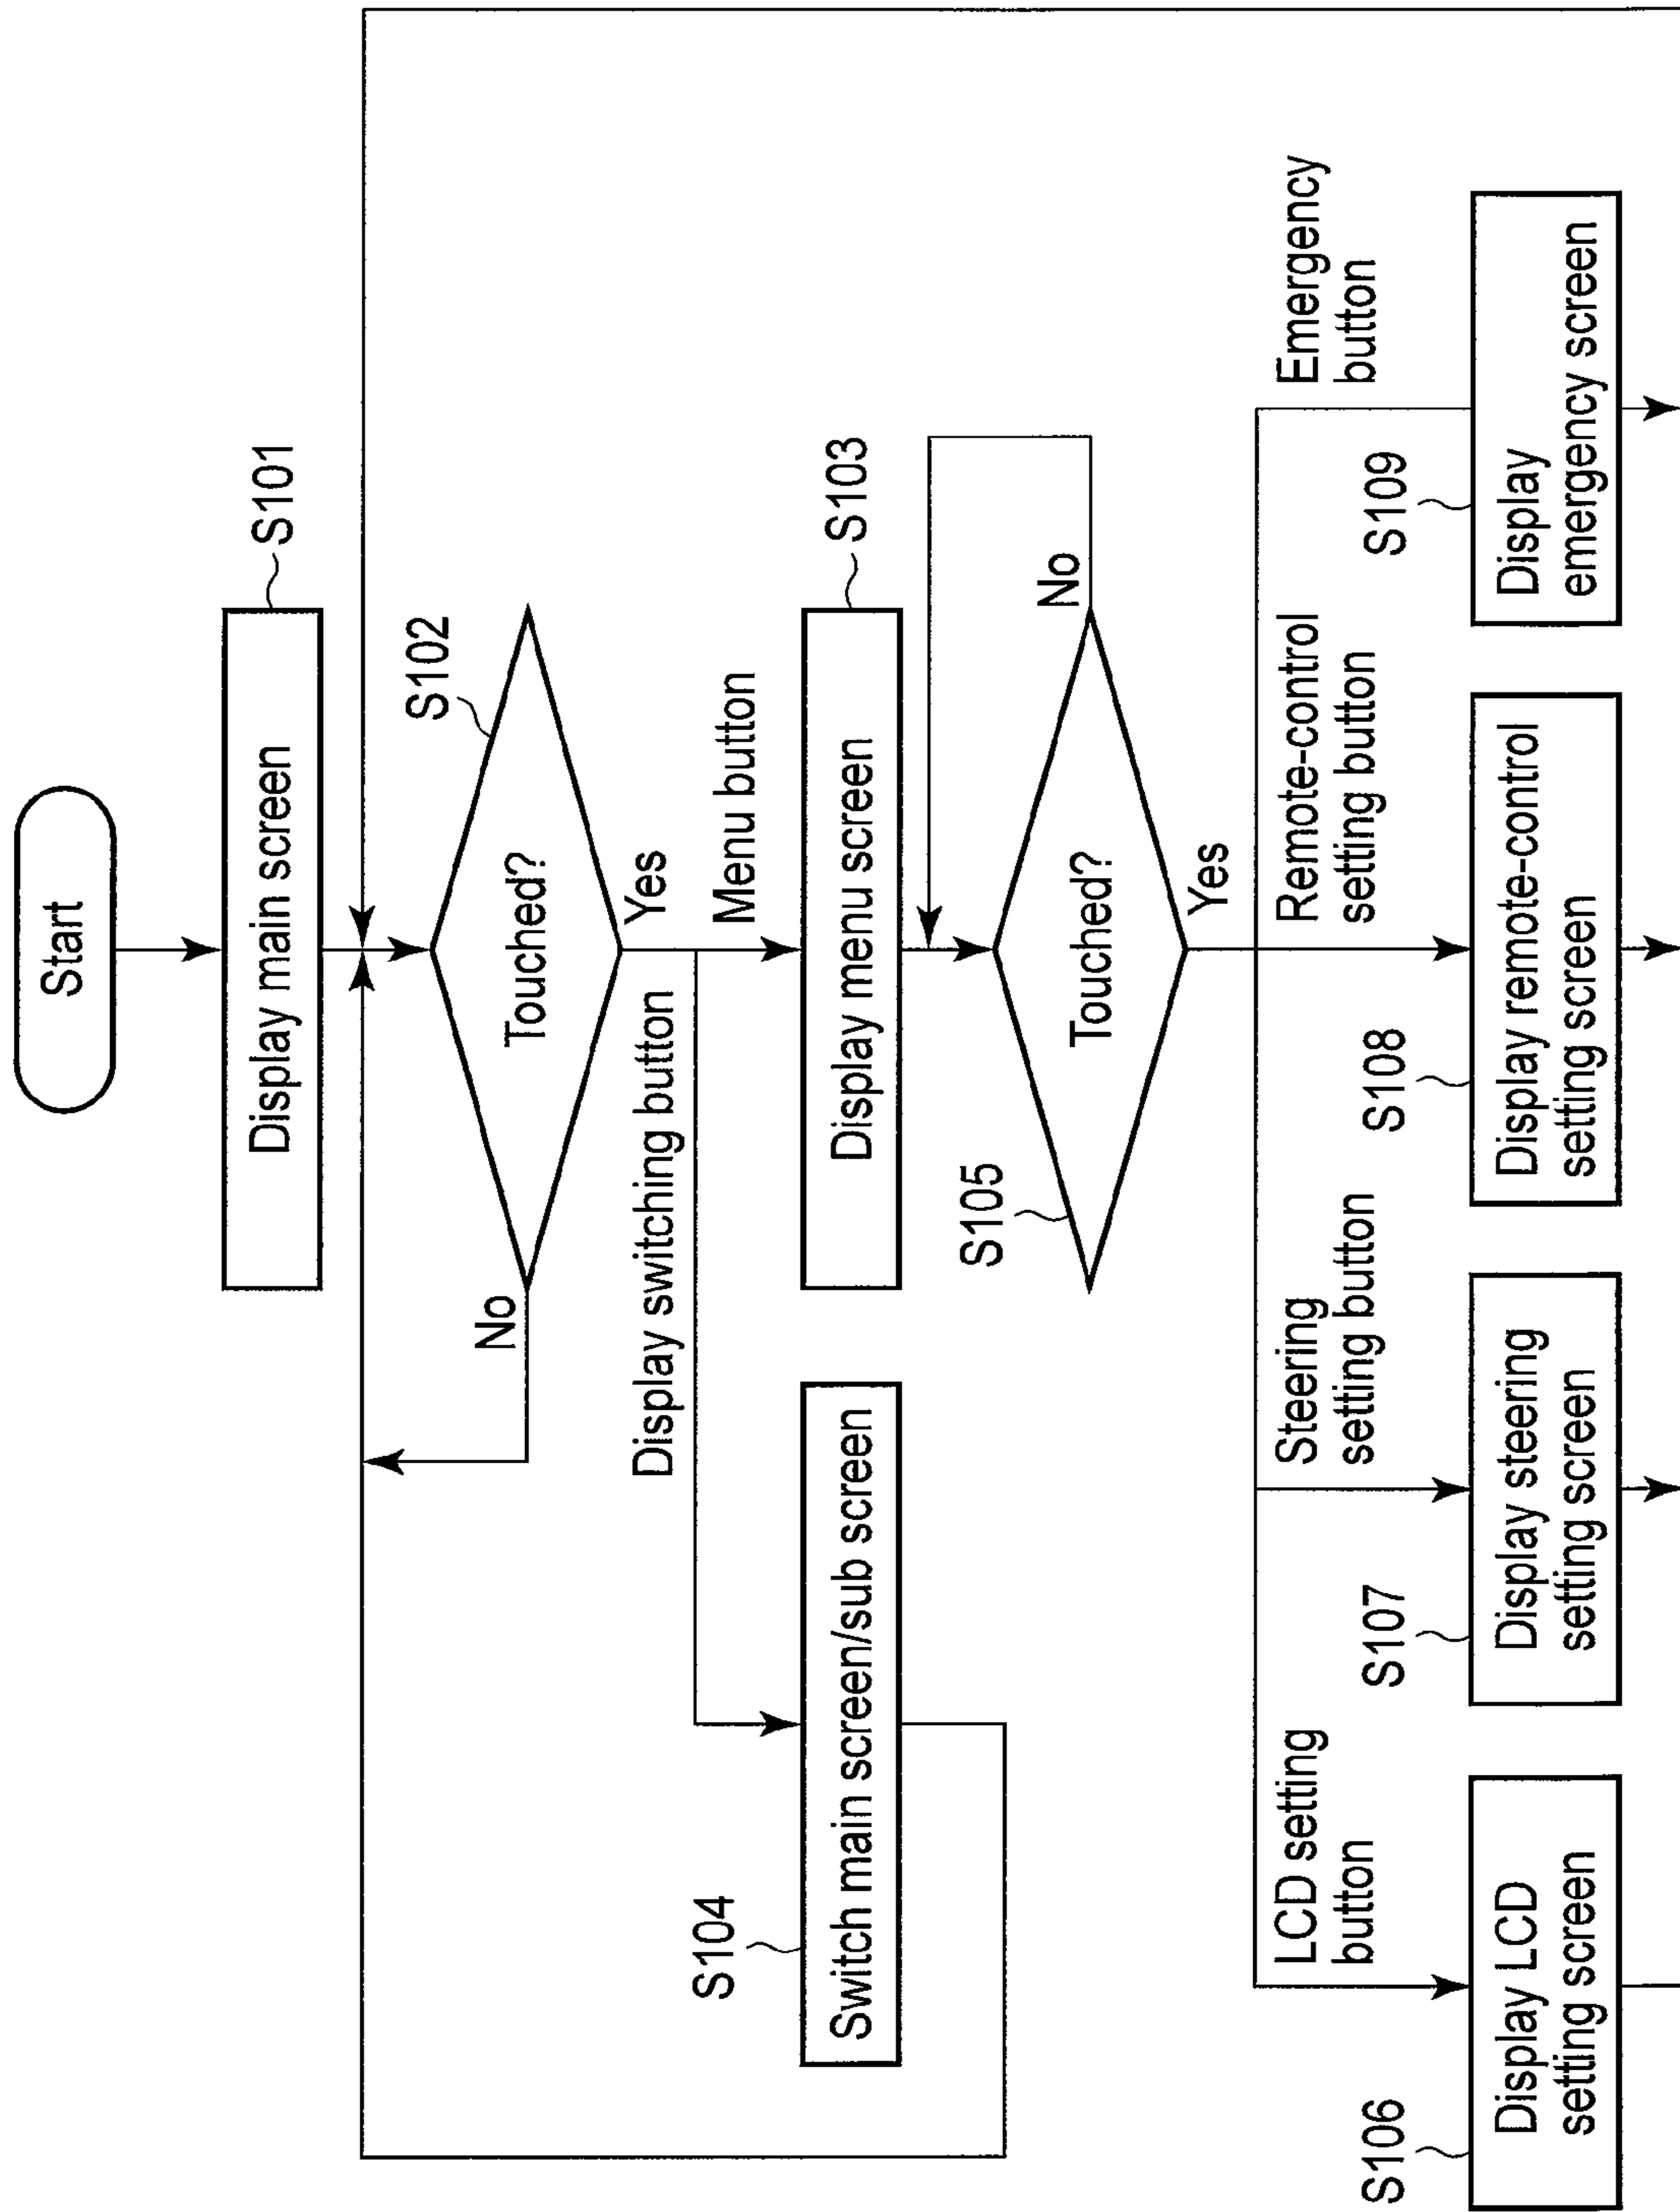 Start
Display main screen
S101
S102
Touched?
No
Yes
Display switching button
Menu button
S104
Switch main screen/sub screen
Display menu screen
S103
S105
Touched?
No
Yes
LCD setting
button
Steering
setting button
Remote-control
setting button
Emergency
button
S106
Display LCD
setting screen
S107
Display steering
setting screen
S108
Display remote-control
setting screen
S109
Display
emergency screen